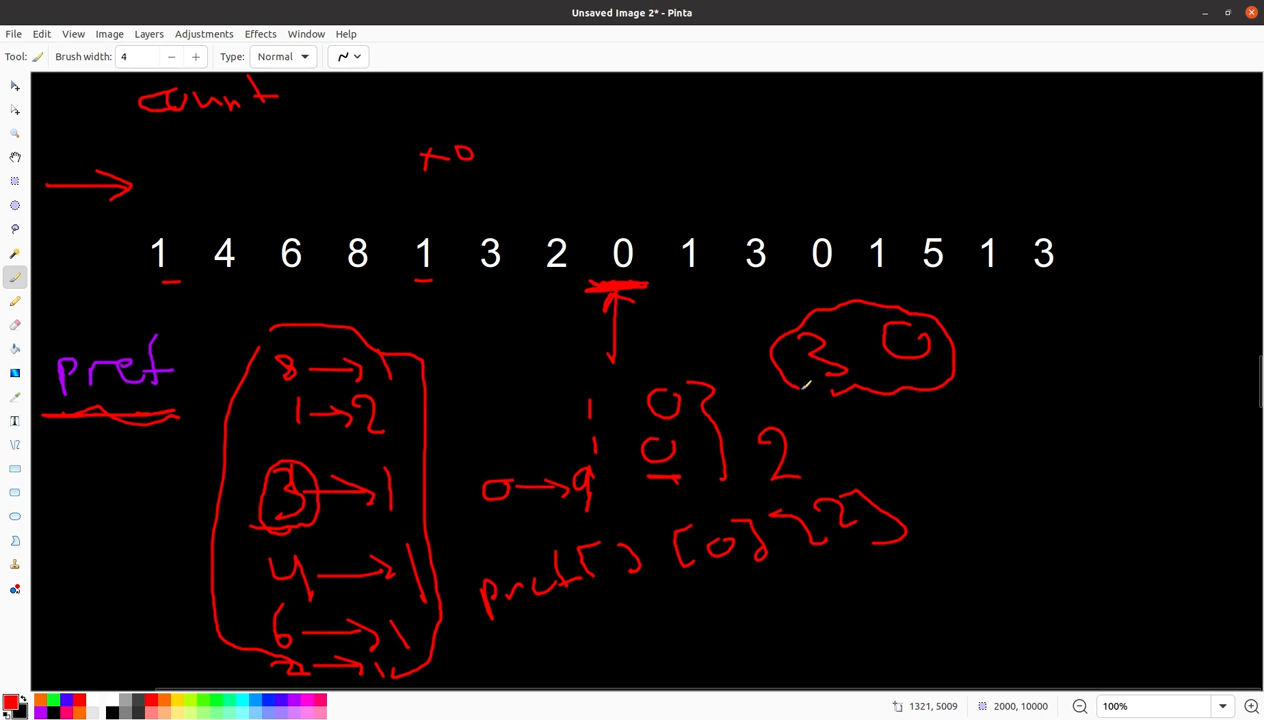 Unsaved Image 2* - Pinta
File Edit View Image Layers Adjustments Effects Window Help
Tool: Brush width: 4 Type: Normal
count
+0
1 4 6 8 1 3 2 0 1 3 0 1 5 1 3
pref
3 0
8 → 1
1 → 2
3 → 1
4 → 1
6 → 1
2 → 1
1 0
1 0
2
0 → 9
pref[ ] [0] [2]
1321, 5009 2000, 10000 100%